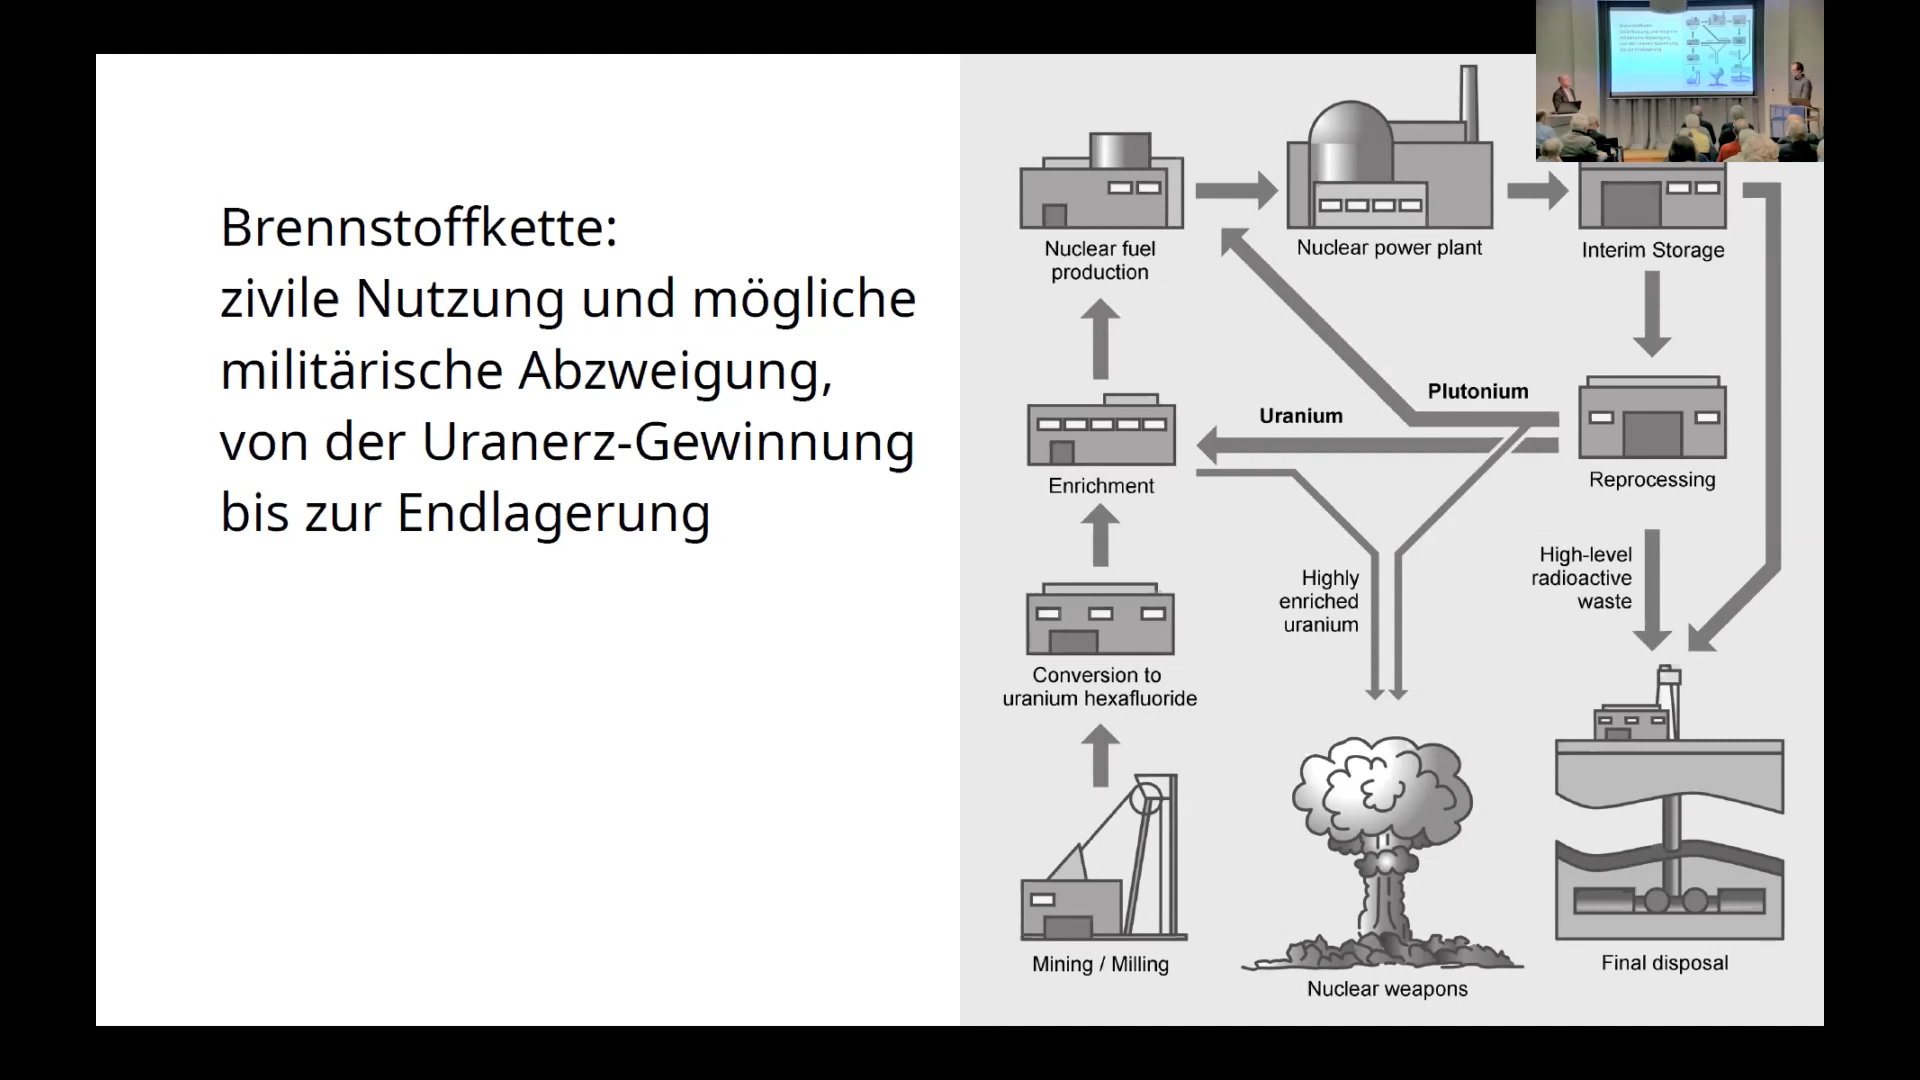 Brennstoffkette:
zivile Nutzung und mögliche
militärische Abzweigung,
von der Uranerz-Gewinnung
bis zur Endlagerung
Nuclear fuel
production
Nuclear power plant
Interim Storage
Plutonium
Uranium
Enrichment
Reprocessing
Highly
enriched
uranium
High-level
radioactive
waste
Conversion to
uranium hexafluoride
Mining / Milling
Nuclear weapons
Final disposal